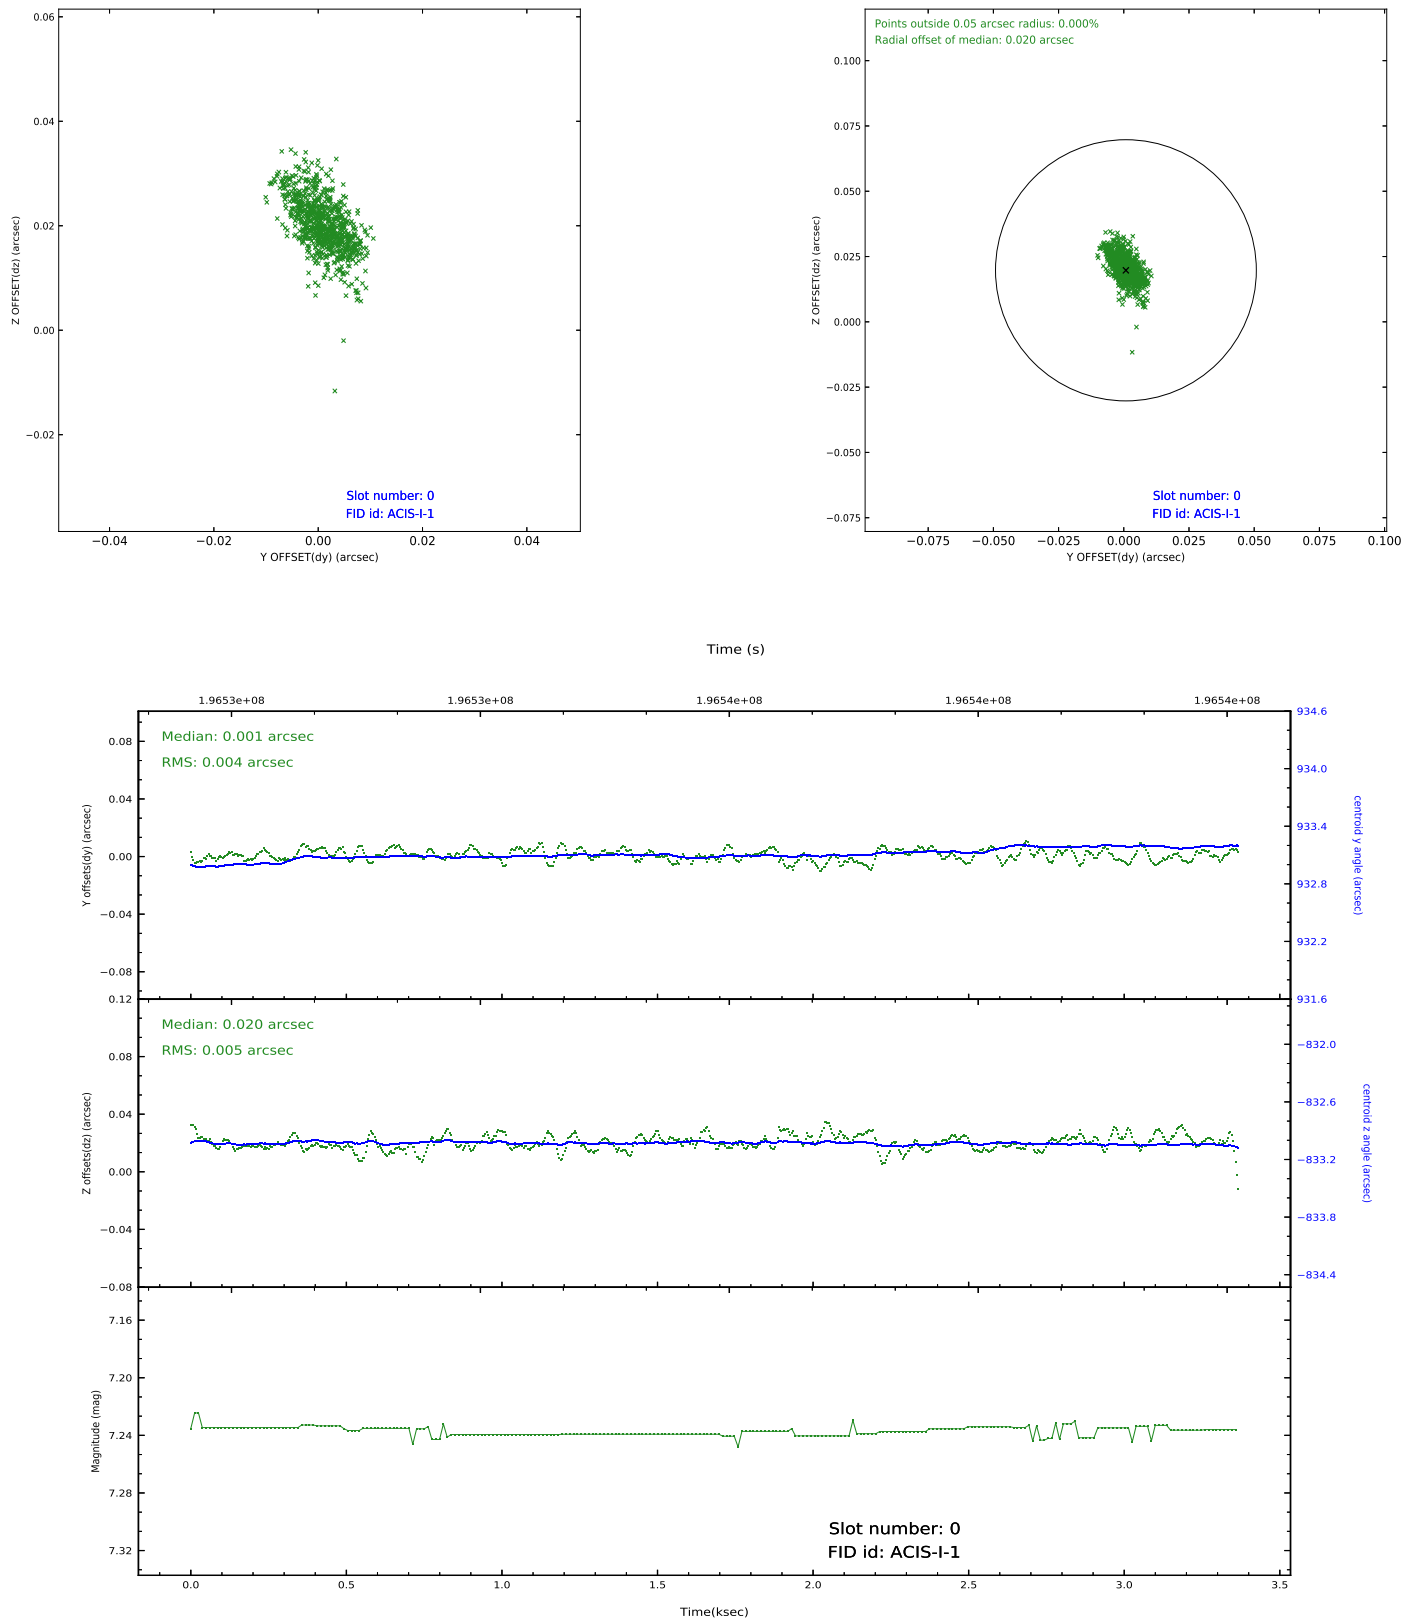 0.06
0.04
0.02
0.00
−0.02
Z OFFSET(dz) (arcsec)
Slot number: 0
FID id: ACIS-I-1
−0.04
−0.02
0.00
0.02
0.04
Y OFFSET(dy) (arcsec)
Points outside 0.05 arcsec radius: 0.000%
Radial offset of median: 0.020 arcsec
0.100
0.075
0.050
0.025
0.000
−0.025
−0.050
−0.075
Z OFFSET(dz) (arcsec)
Slot number: 0
FID id: ACIS-I-1
−0.075
−0.050
−0.025
0.000
0.025
0.050
0.075
0.100
Y OFFSET(dy) (arcsec)
Time (s)
1.9653e+08
1.9653e+08
1.9654e+08
1.9654e+08
1.9654e+08
Median: 0.001 arcsec
RMS: 0.004 arcsec
0.08
0.04
0.00
−0.04
−0.08
Y offsets(dy) (arcsec)
934.6
934.0
933.4
932.8
932.2
931.6
centroid y angle (arcsec)
Median: 0.020 arcsec
RMS: 0.005 arcsec
0.12
0.08
0.04
0.00
−0.04
−0.08
Z offsets(dz) (arcsec)
−832.0
−832.6
−833.2
−833.8
−834.4
centroid z angle (arcsec)
7.16
7.20
7.24
7.28
7.32
Magnitude (mag)
Slot number: 0
FID id: ACIS-I-1
0.0
0.5
1.0
1.5
2.0
2.5
3.0
3.5
Time(ksec)